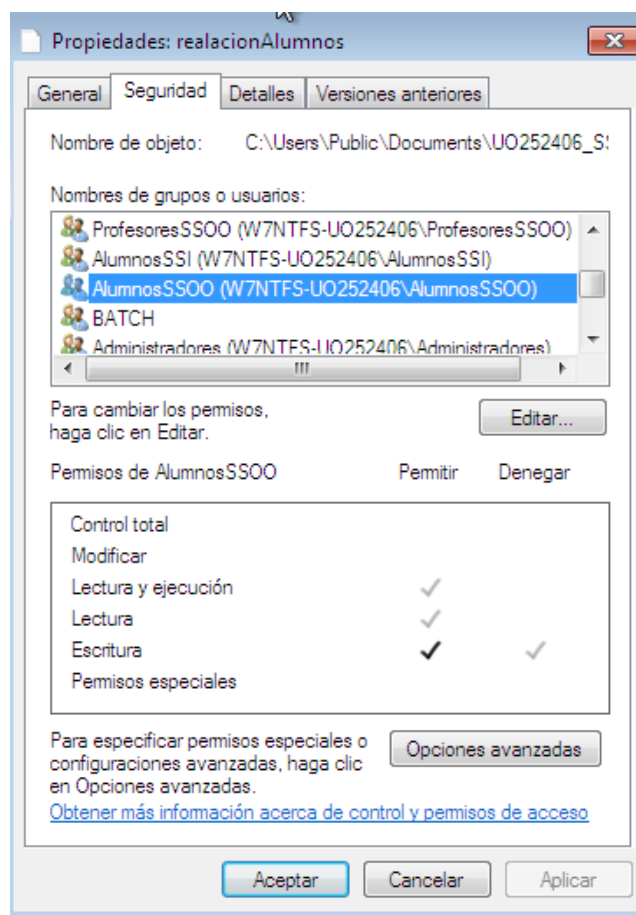 Propiedades: realacionAlumnos
General Seguridad Detalles Versiones anteriores
Nombre de objeto: C:\Users\Public\Documents\UO252406_S
Nombres de grupos o usuarios:
ProfesoresSSOO (W7NTFS-UO252406\ProfesoresSSOO)
AlumnosSSI (W7NTFS-UO252406\AlumnosSSI)
AlumnosSSOO (W7NTFS-UO252406\AlumnosSSOO)
BATCH
Administradores (W7NTFS-UO252406\Administradores)
Para cambiar los permisos,
haga clic en Editar.
Editar...
Permisos de AlumnosSSOO Permitir Denegar
Control total
Modificar
Lectura y ejecución
Lectura
Escritura
Permisos especiales
Para especificar permisos especiales o
configuraciones avanzadas, haga clic
en Opciones avanzadas.
Opciones avanzadas
Obtener más información acerca de control y permisos de acceso
Aceptar Cancelar Aplicar